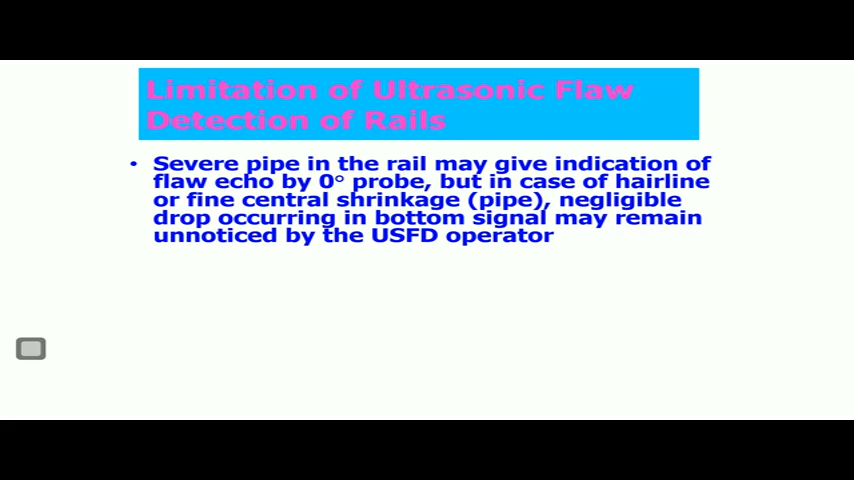 Limitation of Ultrasonic Flaw
Detection of Rails
• Severe pipe in the rail may give indication of
flaw echo by 0° probe, but in case of hairline
or fine central shrinkage (pipe), negligible
drop occurring in bottom signal may remain
unnoticed by the USFD operator